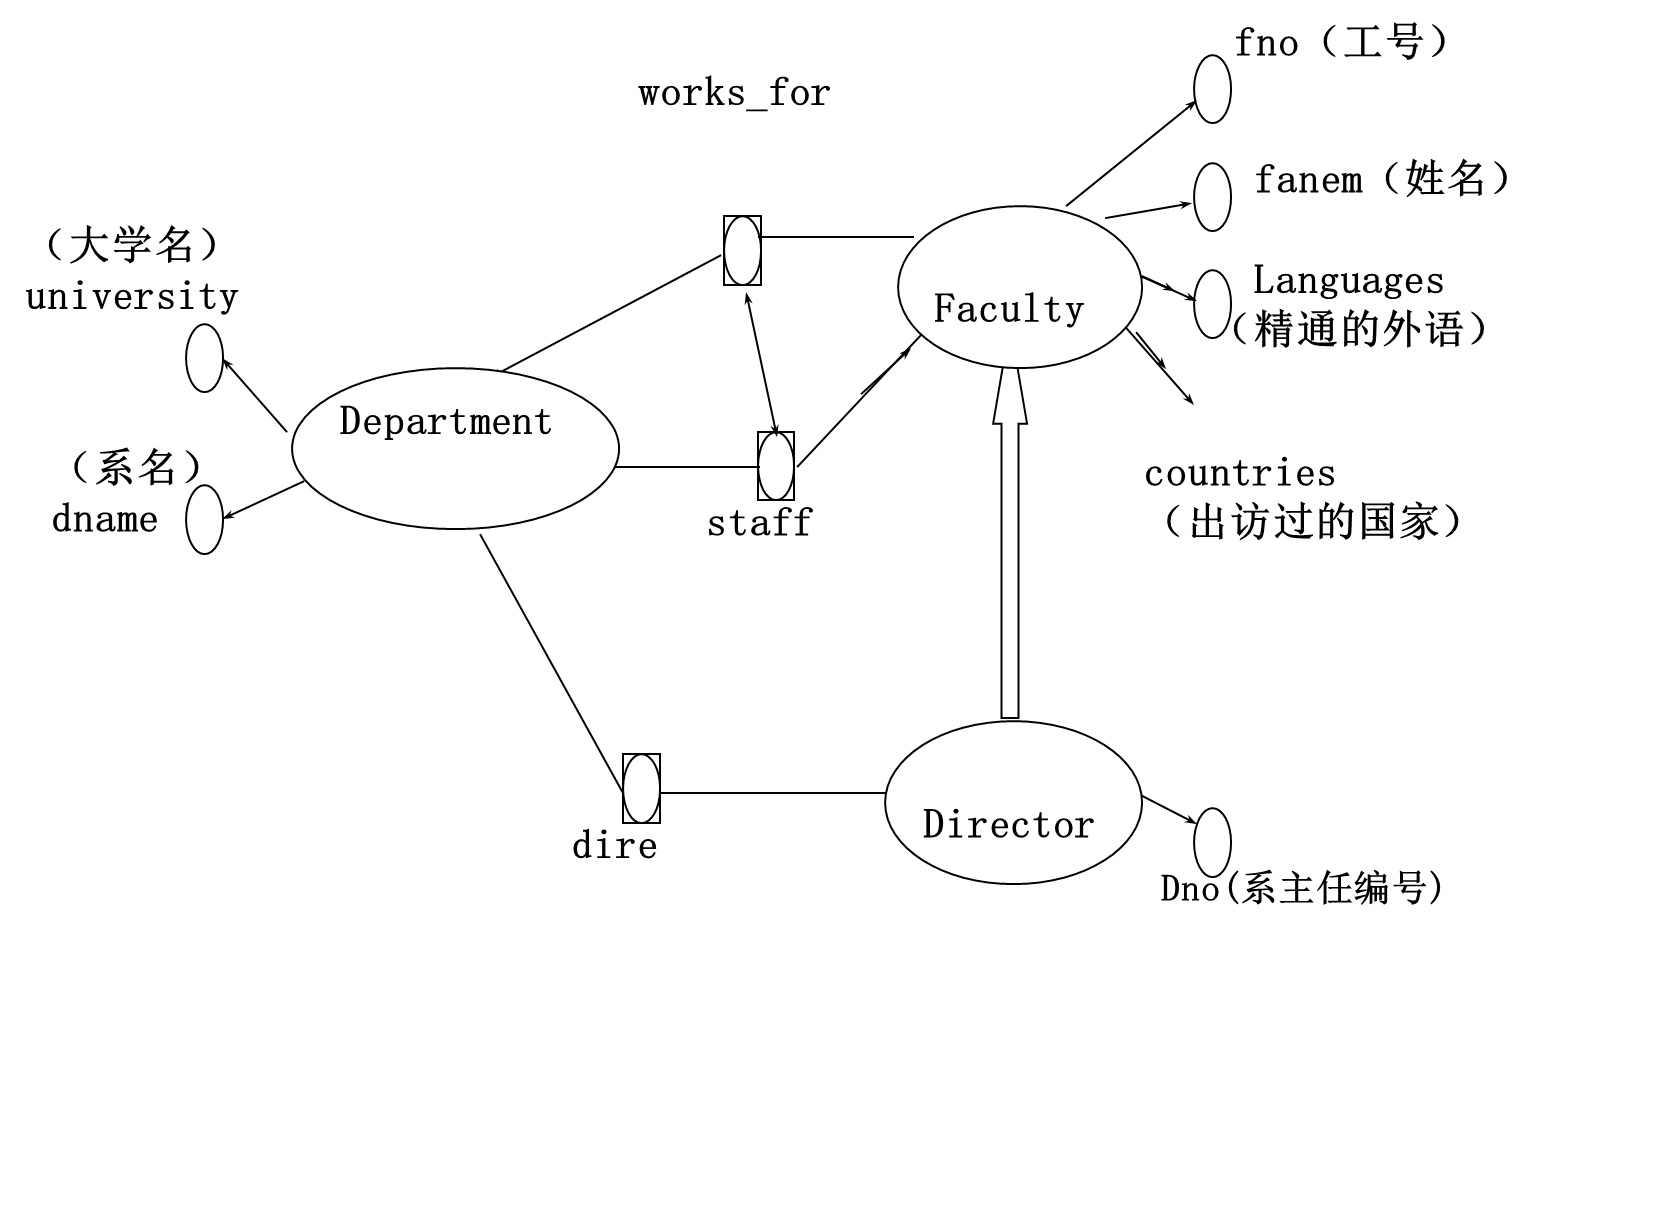 fno（工号）
works_for
fanem（姓名）
（大学名）
university
Languages
（精通的外语）
Faculty
Department
（系名）
dname
countries
（出访过的国家）
staff
Director
dire
Dno(系主任编号)